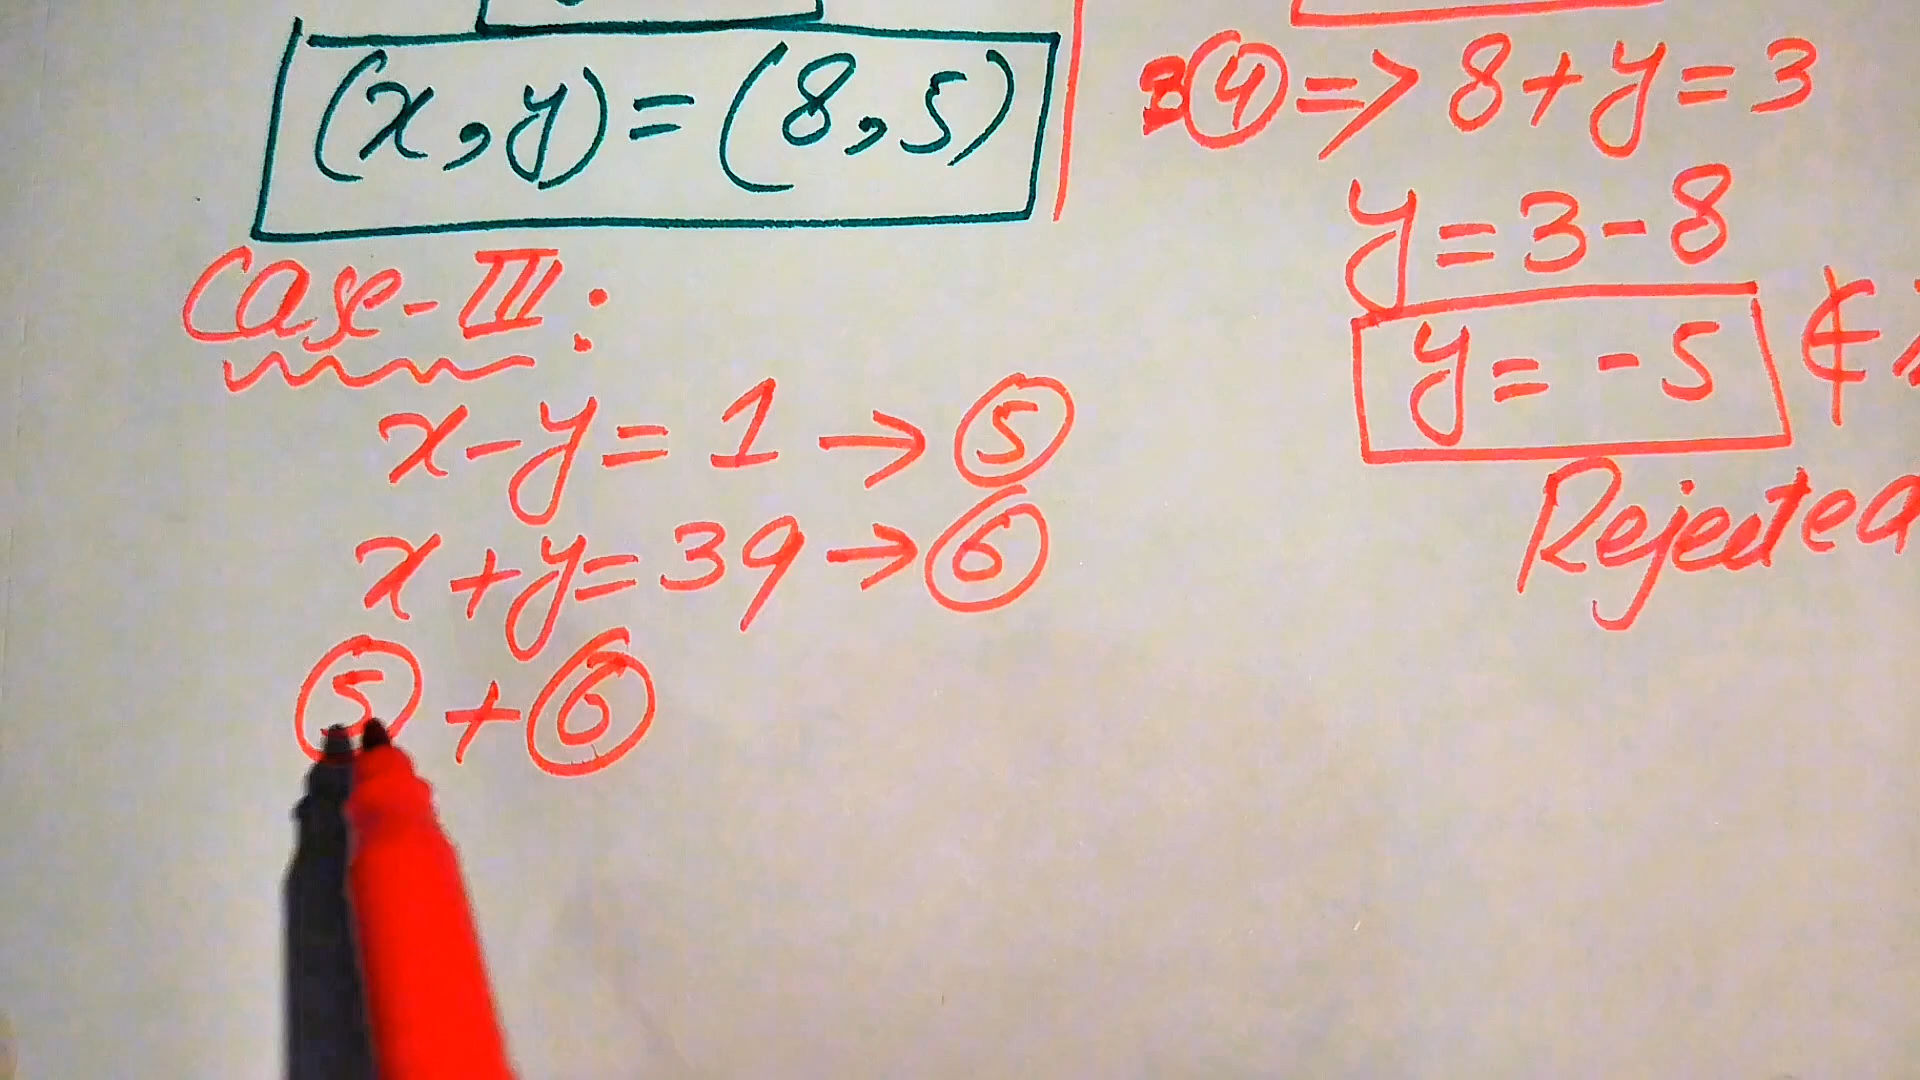 (x,y)=(8,5)
Case-III:
x-y=1→⑤
x+y=39→⑥
⑤+⑥
④=>8+y=3
y=3-8
y=-5 ∉
Rejected